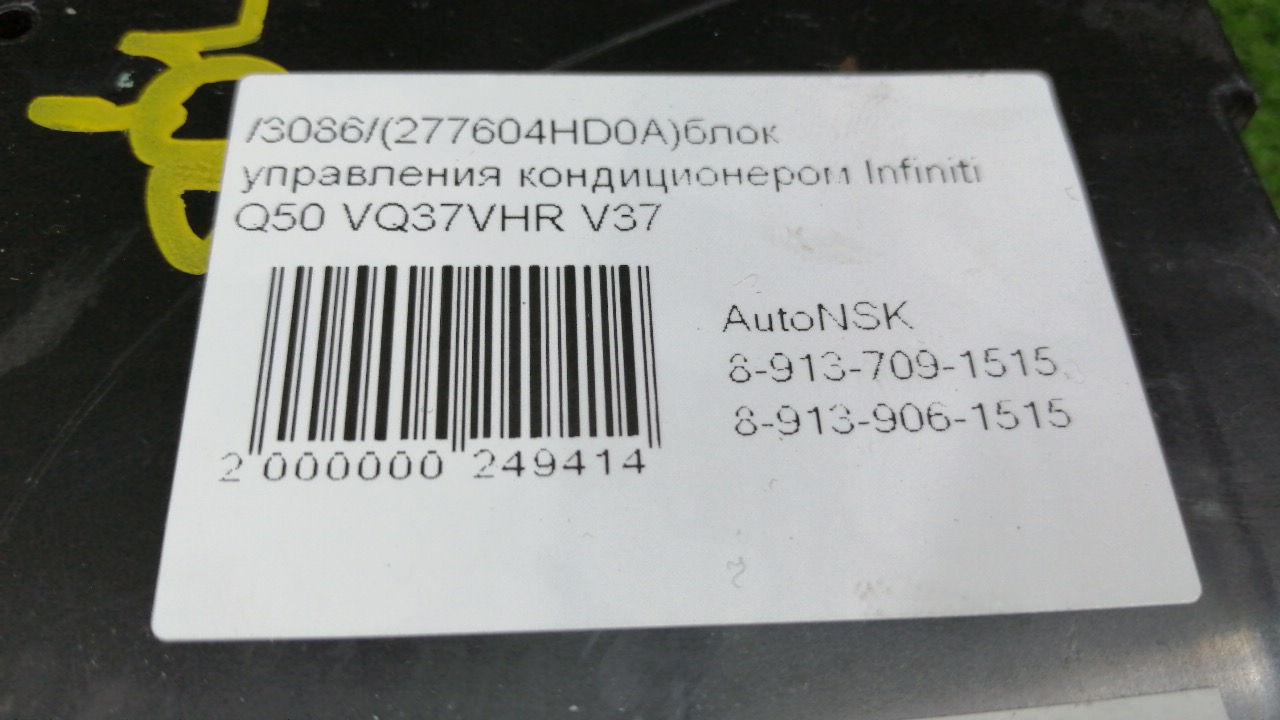 /3086/(277604HD0A)блок
управления кондиционером Infiniti
Q50 VQ37VHR V37
AutoNSK
8-913-709-1515
8-913-906-1515
2 000000 249414